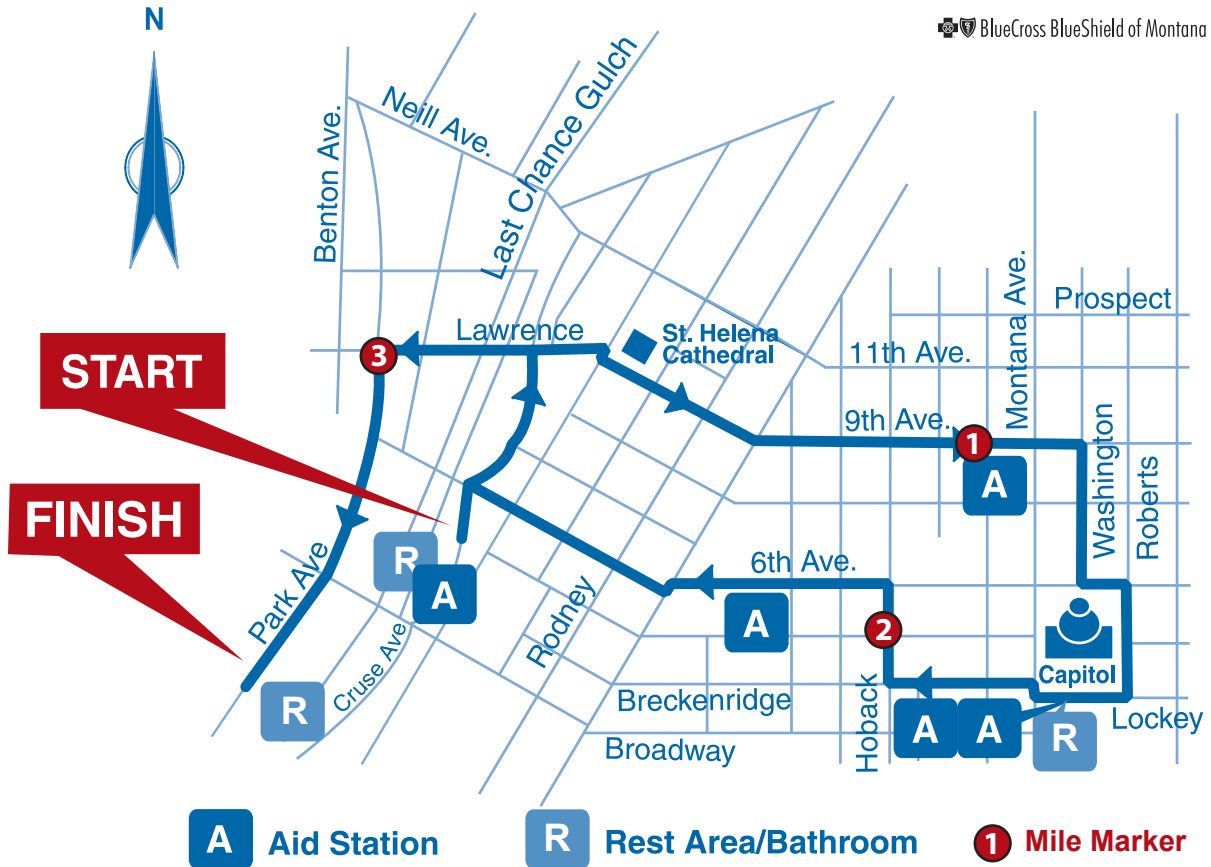 N
BlueCross BlueShield of Montana
Neill Ave.
Benton Ave.
Last Chance Gulch
Montana Ave.
Prospect
Lawrence
St. Helena
Cathedral
11th Ave.
START
3
9th Ave.
1
A
Washington
Roberts
FINISH
R
A
6th Ave.
A
2
Park Ave
Rodney
Cruse Ave
Capitol
R
Breckenridge
Hoback
Lockey
A
A
R
Broadway
A Aid Station
R Rest Area/Bathroom
1 Mile Marker